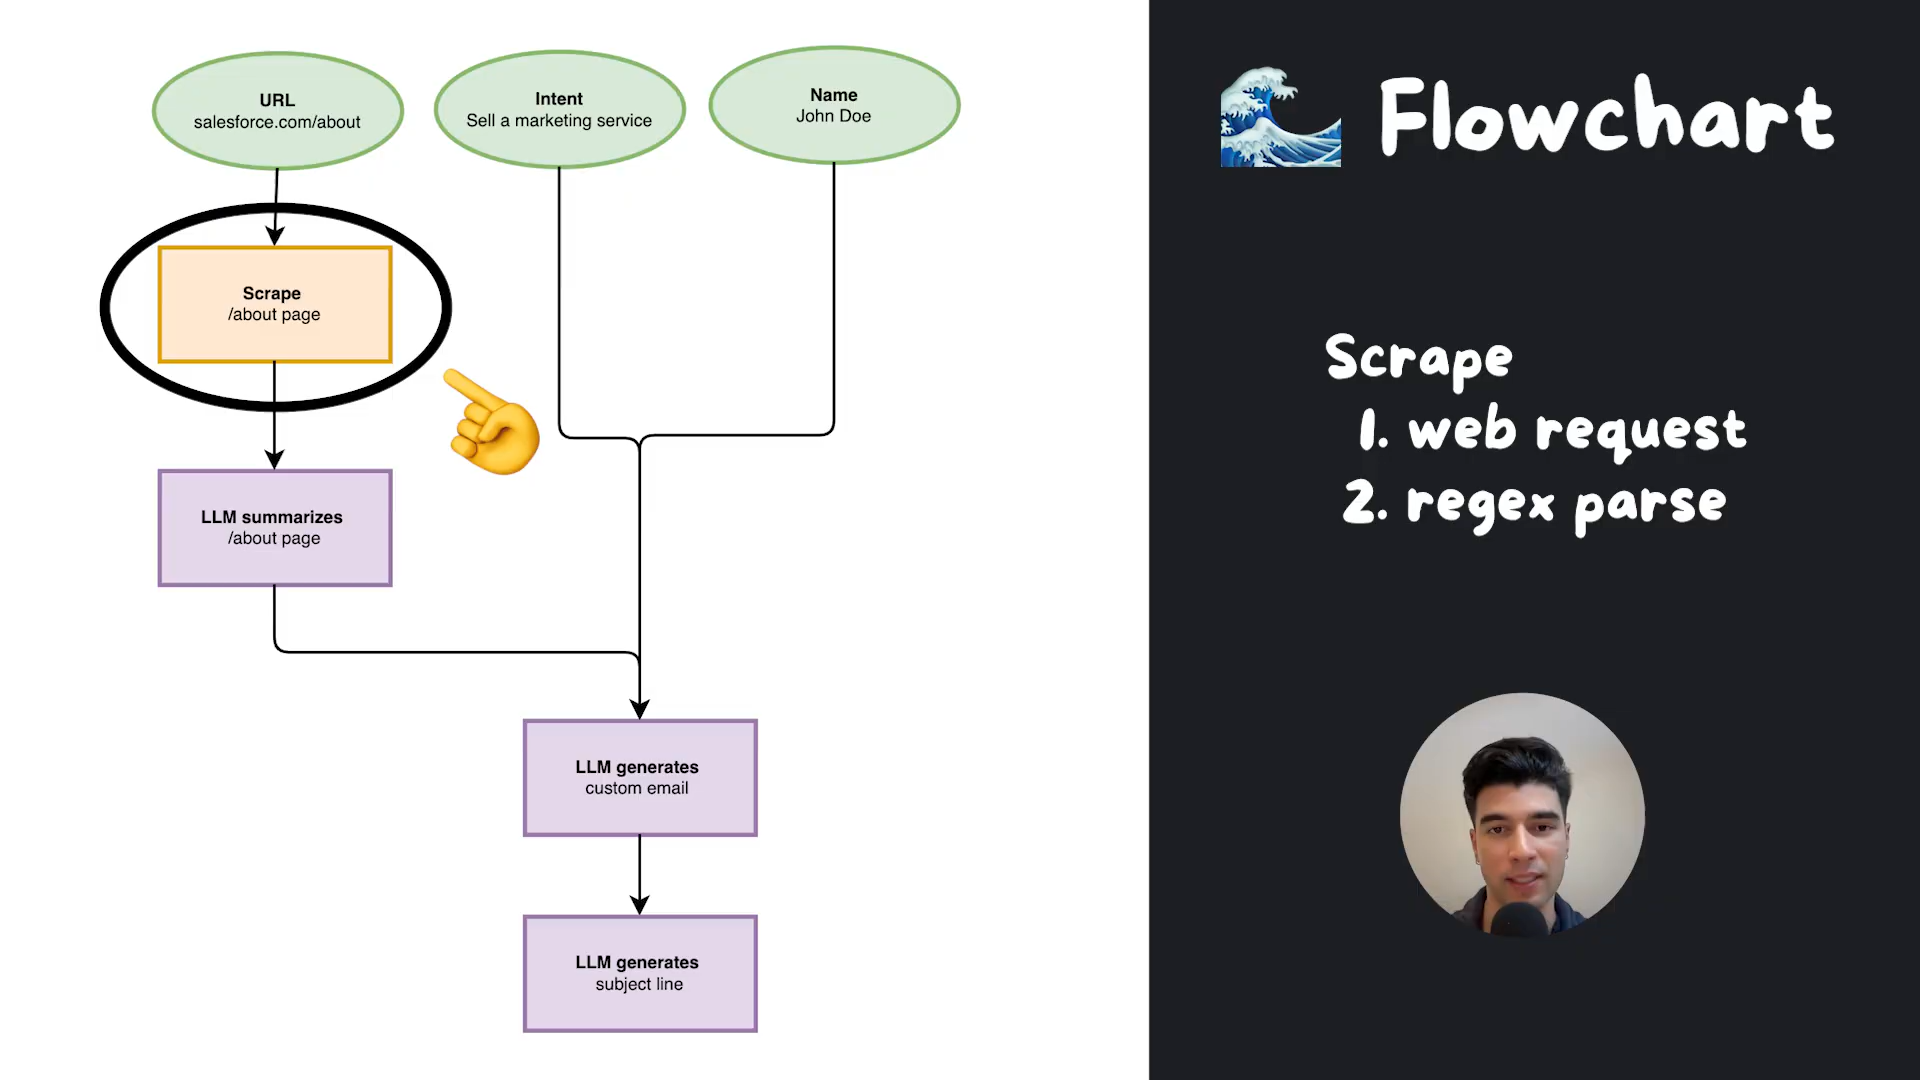 URL
salesforce.com/about
Intent
Sell a marketing service
Name
John Doe
Scrape
/about page
LLM summarizes
/about page
LLM generates
custom email
LLM generates
subject line
Flowchart
Scrape
1. web request
2. regex parse